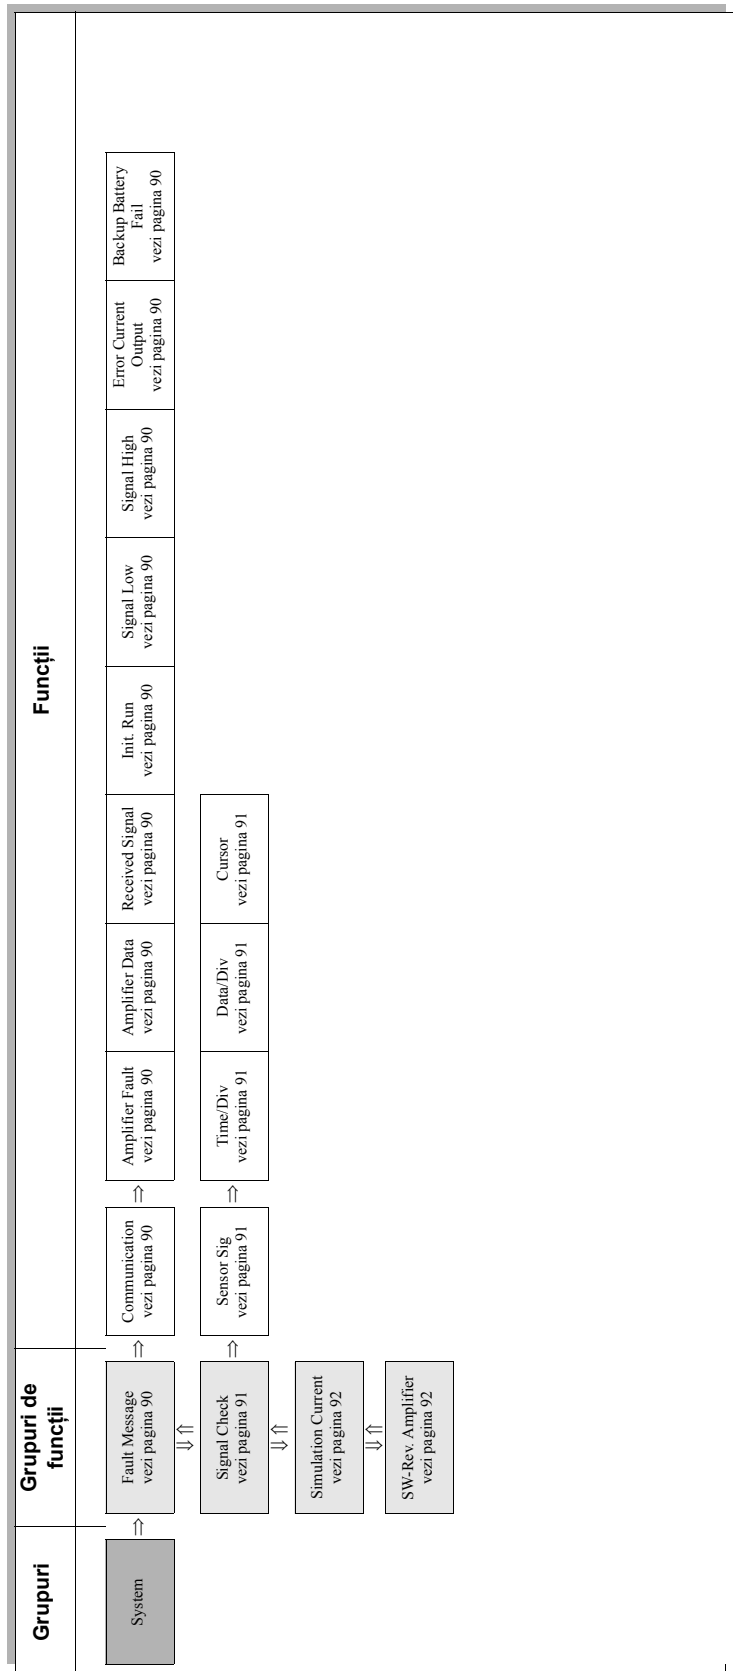 Grupuri
Grupuri de
funcții
Funcții
System
⇒
Fault Message
vezi pagina 90
⇒
Communication
vezi pagina 90
⇒
Amplifier Fault
vezi pagina 90
Amplifier Data
vezi pagina 90
Received Signal
vezi pagina 90
Init. Run
vezi pagina 90
Signal Low
vezi pagina 90
Signal High
vezi pagina 90
Error Current
Output
vezi pagina 90
Backup Battery
Fail
vezi pagina 90
Signal Check
vezi pagina 91
⇒
Sensor Sig
vezi pagina 91
⇒
Time/Div
vezi pagina 91
Data/Div
vezi pagina 91
Cursor
vezi pagina 91
Simulation Current
vezi pagina 92
SW-Rev. Amplifier
vezi pagina 92